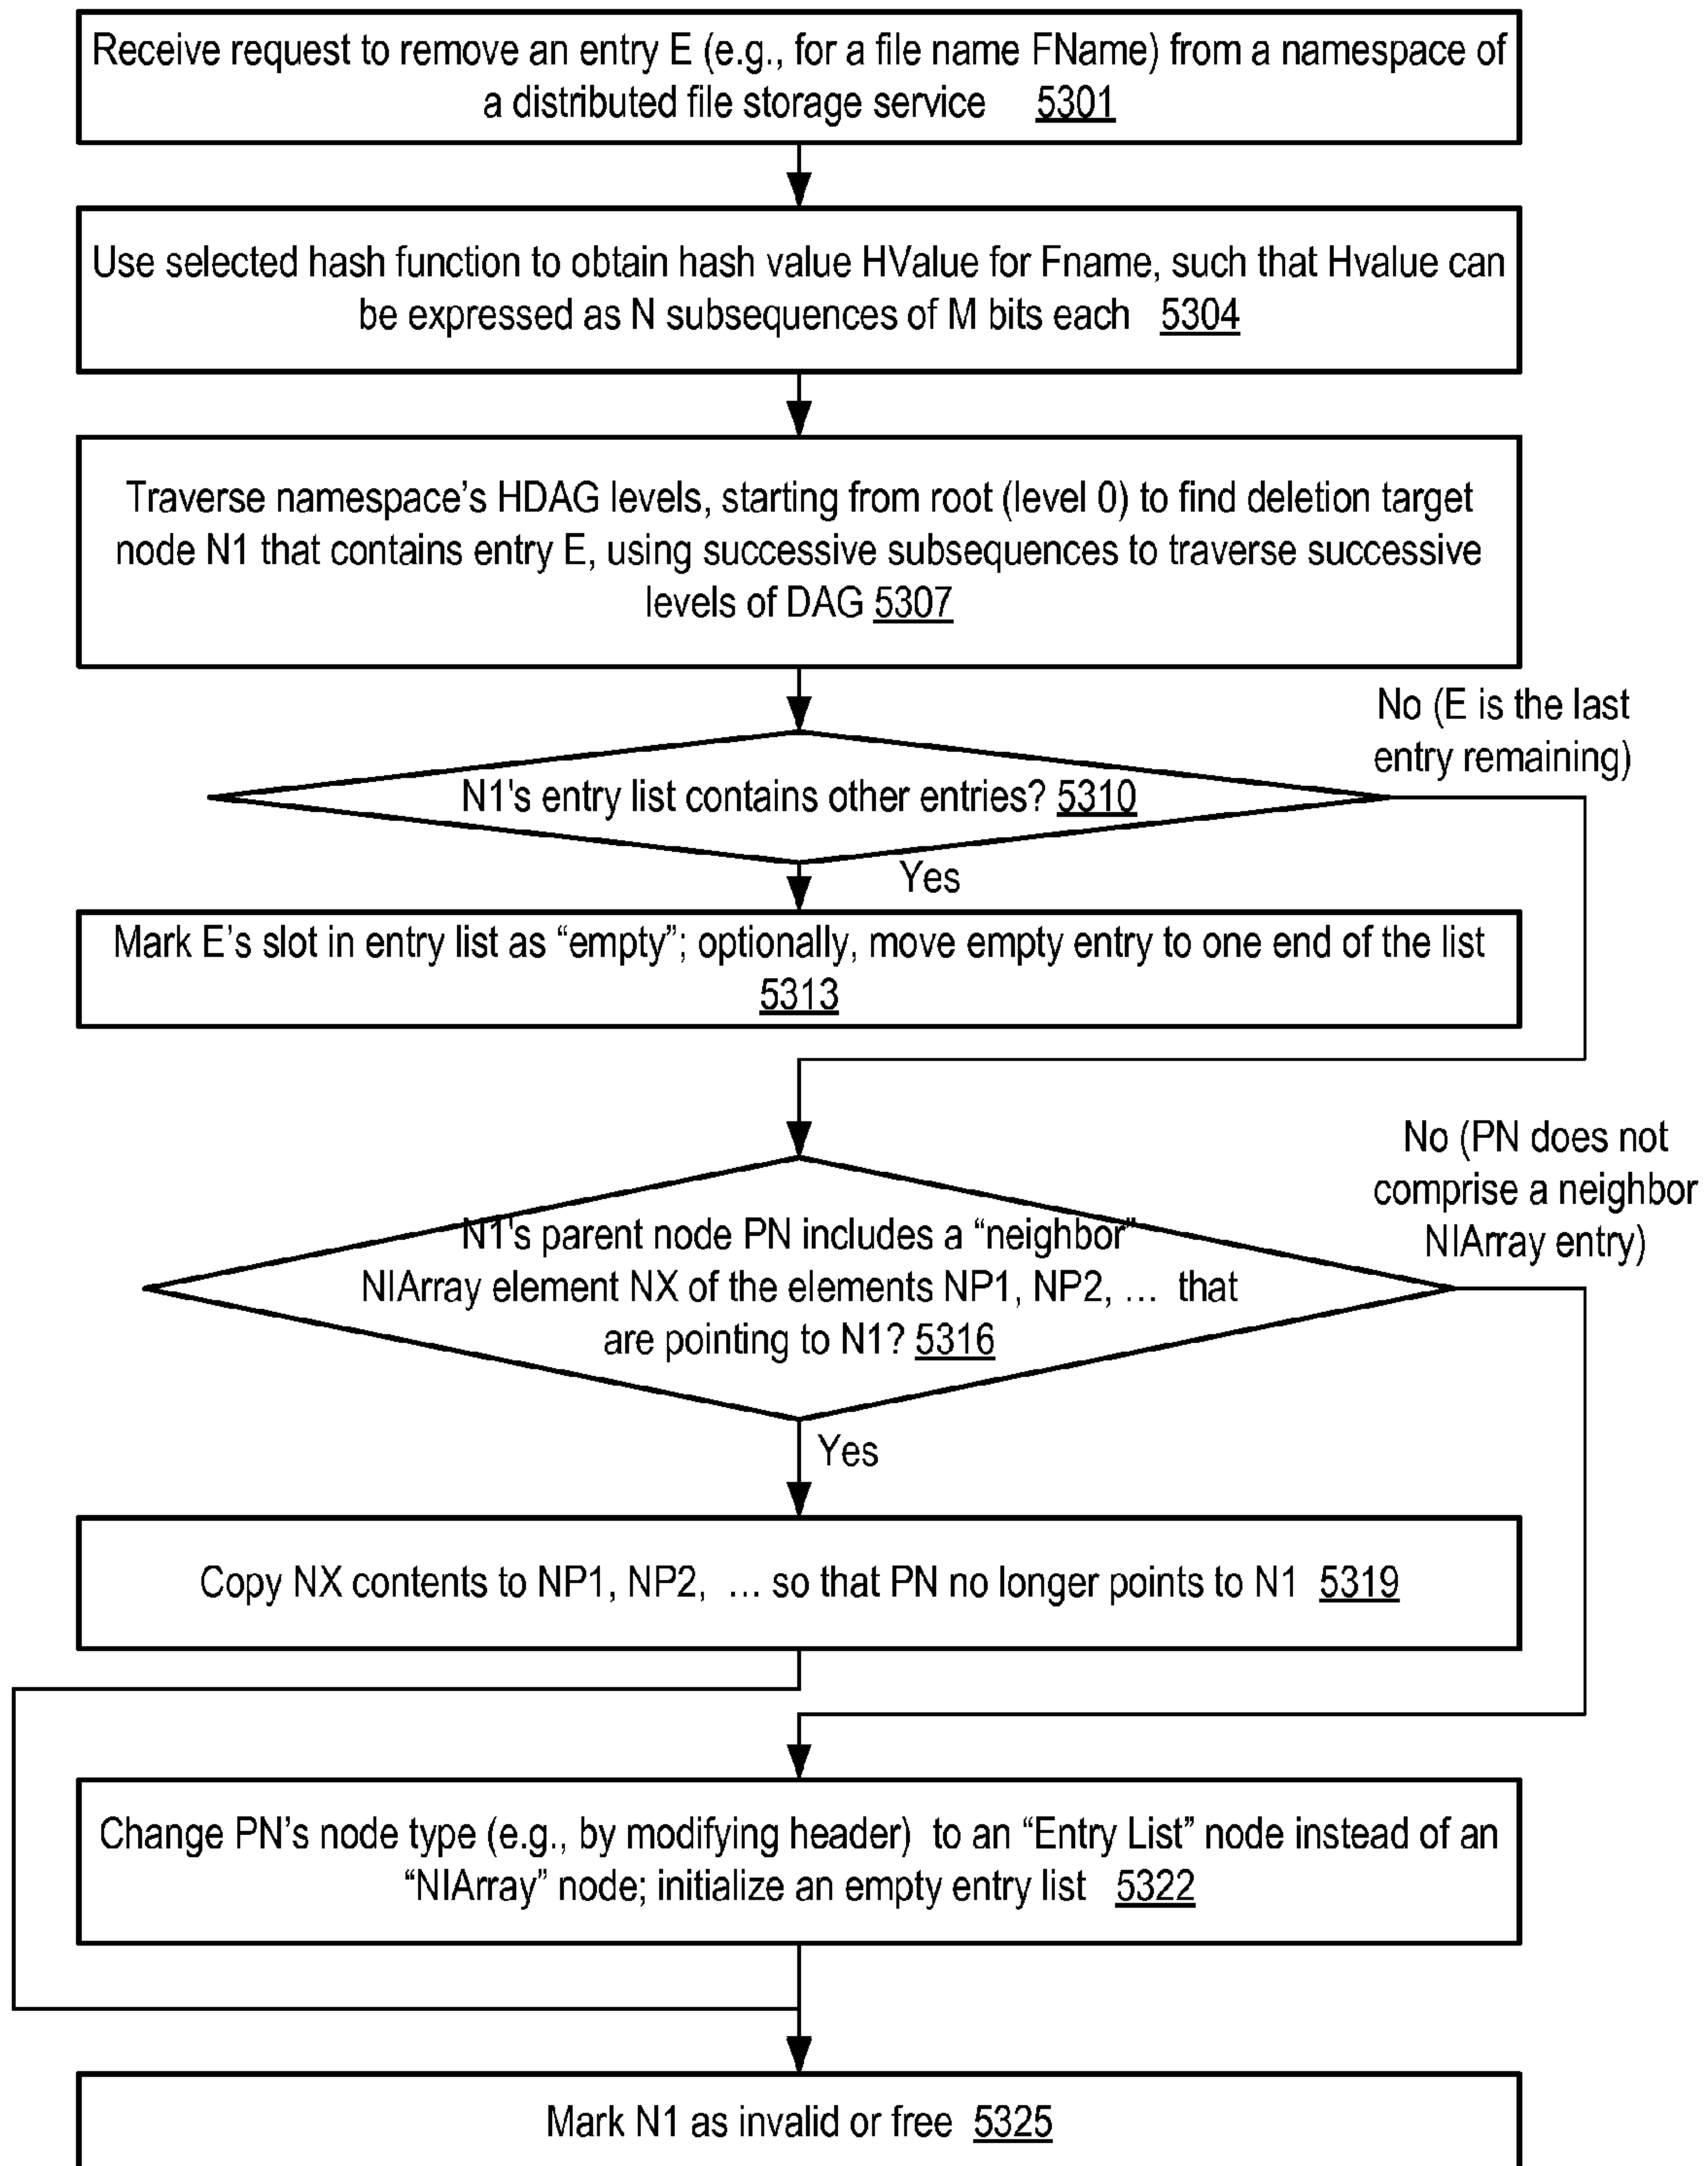 Receive request to remove an entry E (e.g., for a file name FName) from a namespace of
a distributed file storage service 5301
Use selected hash function to obtain hash value HValue for Fname, such that Hvalue can
be expressed as N subsequences of M bits each 5304
Traverse namespace's HDAG levels, starting from root (level 0) to find deletion target
node N1 that contains entry E, using successive subsequences to traverse successive
levels of DAG 5307
No (E is the last
entry remaining)
N1's entry list contains other entries? 5310
Yes
Mark E's slot in entry list as “empty”; optionally, move empty entry to one end of the list
5313
No (PN does not
comprise a neighbor
NIArray entry)
N1's parent node PN includes a “neighbor”
NIArray element NX of the elements NP1, NP2, … that
are pointing to N1? 5316
Yes
Copy NX contents to NP1, NP2, … so that PN no longer points to N1 5319
Change PN's node type (e.g., by modifying header) to an “Entry List” node instead of an
“NIArray” node; initialize an empty entry list 5322
Mark N1 as invalid or free 5325